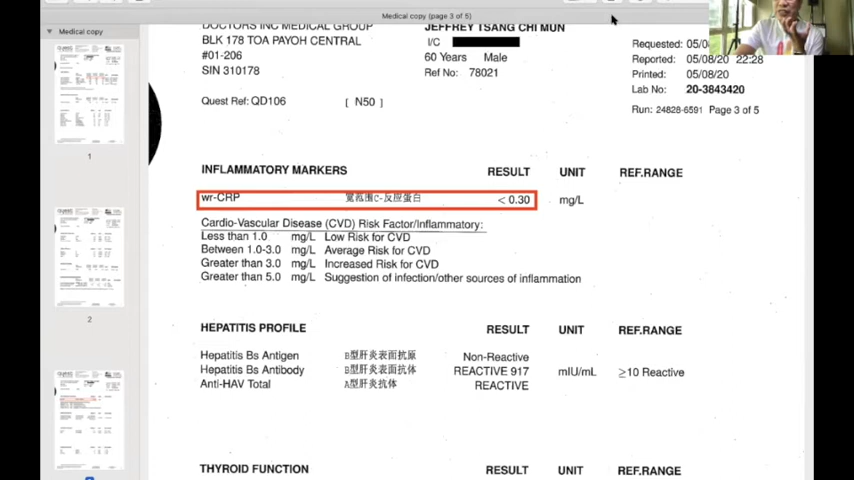 Medical copy (page 3 of 5)
Medical copy
1
2
DOCTORS INC MEDICAL GROUP
BLK 178 TOA PAYOH CENTRAL
#01-206
SIN 310178
Quest Ref: QD106 [ N50 ]
JEFFREY TSANG CHI MUN
I/C
60 Years Male
Ref No: 78021
Requested: 05/08
Reported: 05/08/20 22:28
Printed: 05/08/20
Lab No: 20-3843420
Run: 24828-6591 Page 3 of 5
INFLAMMATORY MARKERS RESULT UNIT REF.RANGE
wr-CRP 宽范围C-反应蛋白 < 0.30 mg/L
Cardio-Vascular Disease (CVD) Risk Factor/Inflammatory:
Less than 1.0 mg/L Low Risk for CVD
Between 1.0-3.0 mg/L Average Risk for CVD
Greater than 3.0 mg/L Increased Risk for CVD
Greater than 5.0 mg/L Suggestion of infection/other sources of inflammation
HEPATITIS PROFILE RESULT UNIT REF.RANGE
Hepatitis Bs Antigen B型肝炎表面抗原 Non-Reactive
Hepatitis Bs Antibody B型肝炎表面抗体 REACTIVE 917 mIU/mL ≥10 Reactive
Anti-HAV Total A型肝炎抗体 REACTIVE
THYROID FUNCTION RESULT UNIT REF.RANGE